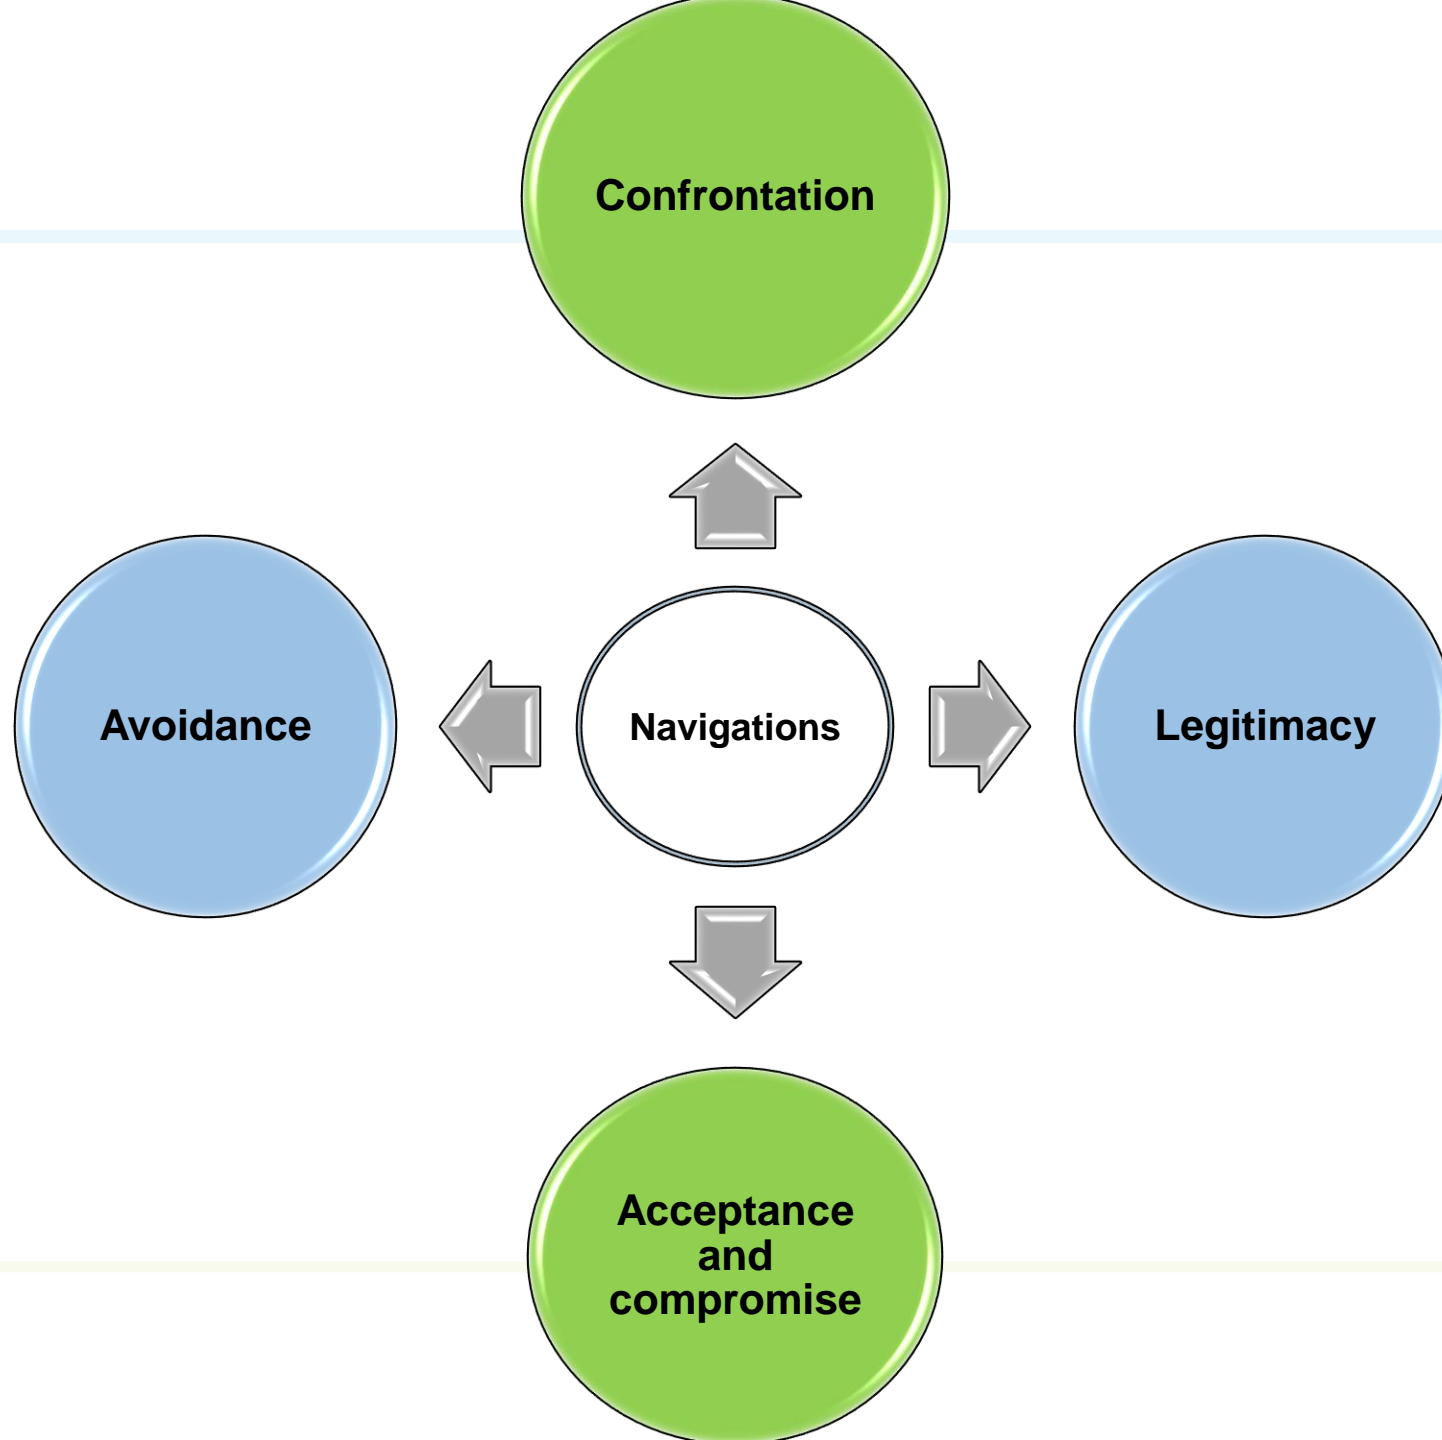 Confrontation
Avoidance
Navigations
Legitimacy
Acceptance
and
compromise